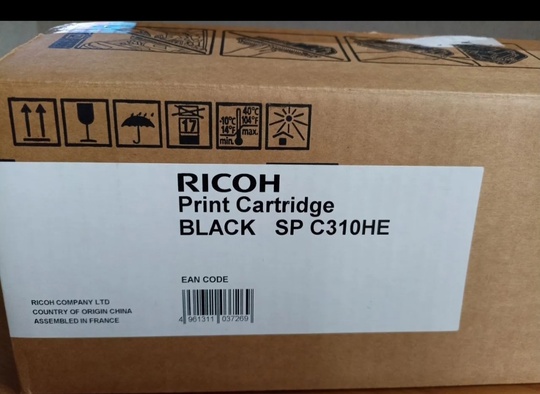 17
-10°C
14°F
min.
40°C
104°F
max.
RICOH
Print Cartridge
BLACK SP C310HE
EAN CODE
4 961311 037269
RICOH COMPANY LTD
COUNTRY OF ORIGIN CHINA
ASSEMBLED IN FRANCE